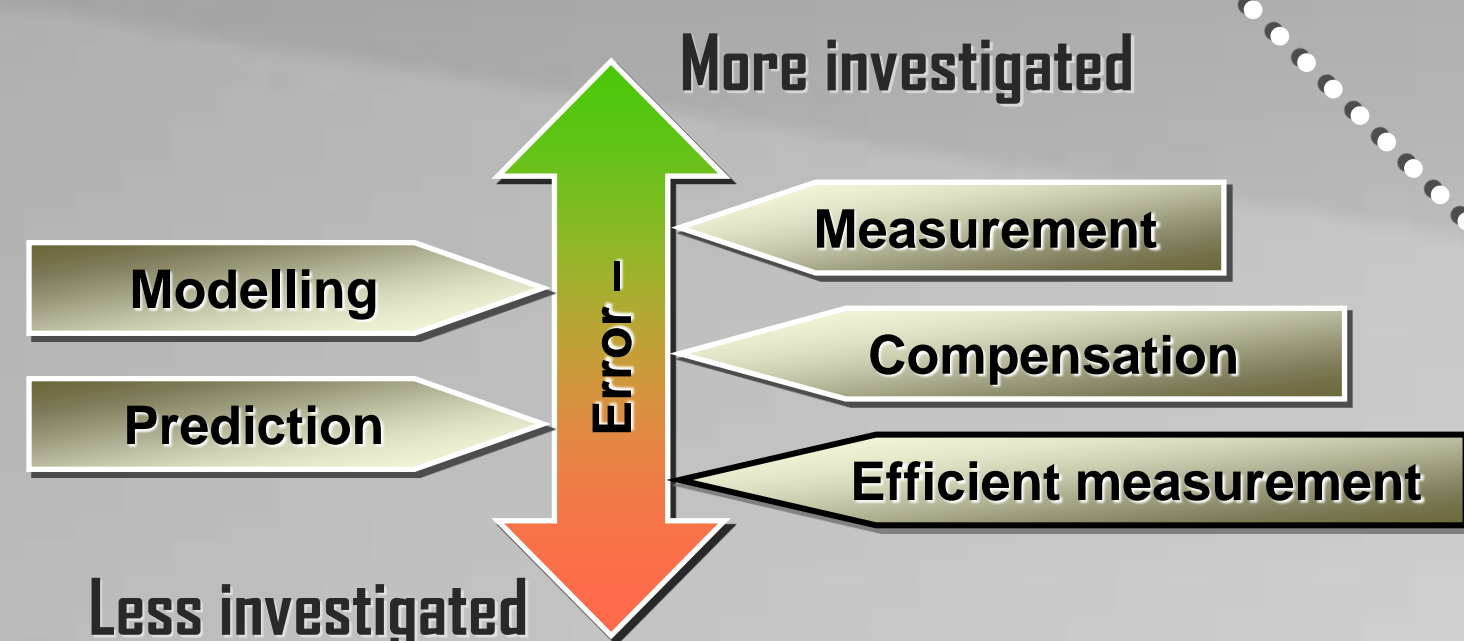 More investigated
Measurement
Modelling
Compensation
Error –
Prediction
Efficient measurement
Less investigated